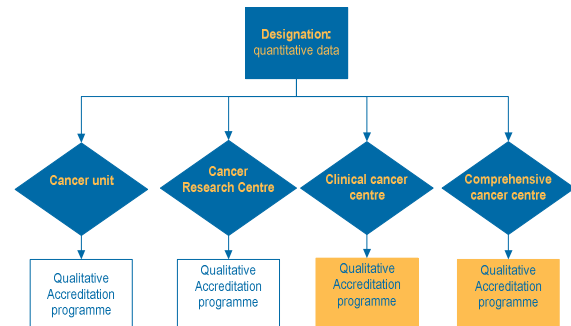 Designation:
quantitative data
Cancer unit
Cancer
Research Centre
Clinical cancer
centre
Comprehensive
cancer centre
Qualitative
Accreditation
programme
Qualitative
Accreditation
programme
Qualitative
Accreditation
programme
Qualitative
Accreditation
programme